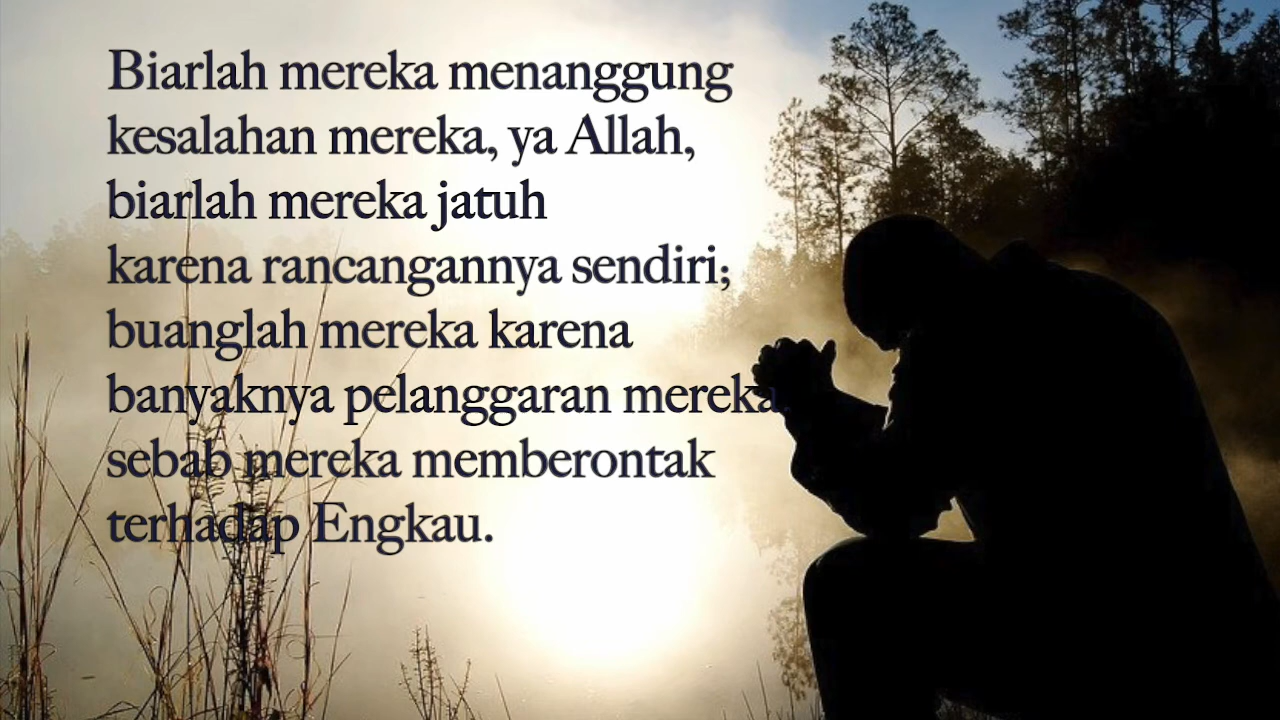 Biarlah mereka menanggung
kesalahan mereka, ya Allah,
biarlah mereka jatuh
karena rancangannya sendiri;
buanglah mereka karena
banyaknya pelanggaran mereka,
sebab mereka memberontak
terhadap Engkau.